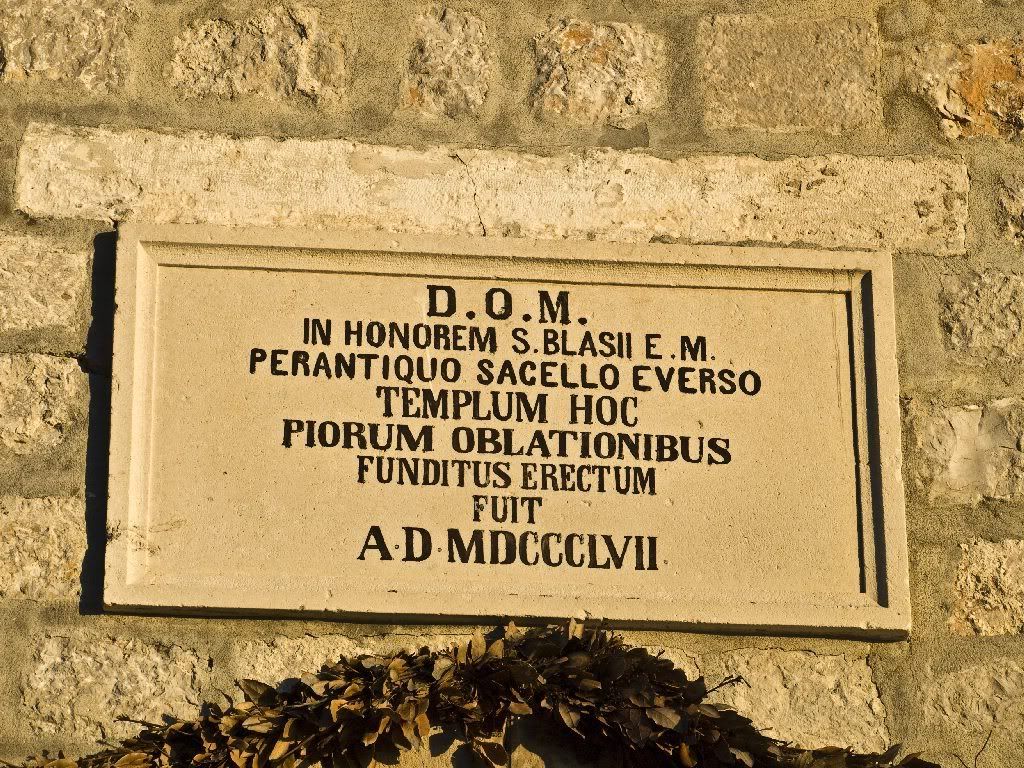 D.O.M.
IN HONOREM S.BLASII E.M.
PERANTIQUO SACELLO EVERSO
TEMPLUM HOC
PIORUM OBLATIONIBUS
FUNDITUS ERECTUM
FUIT
A·D·MDCCCLVII.